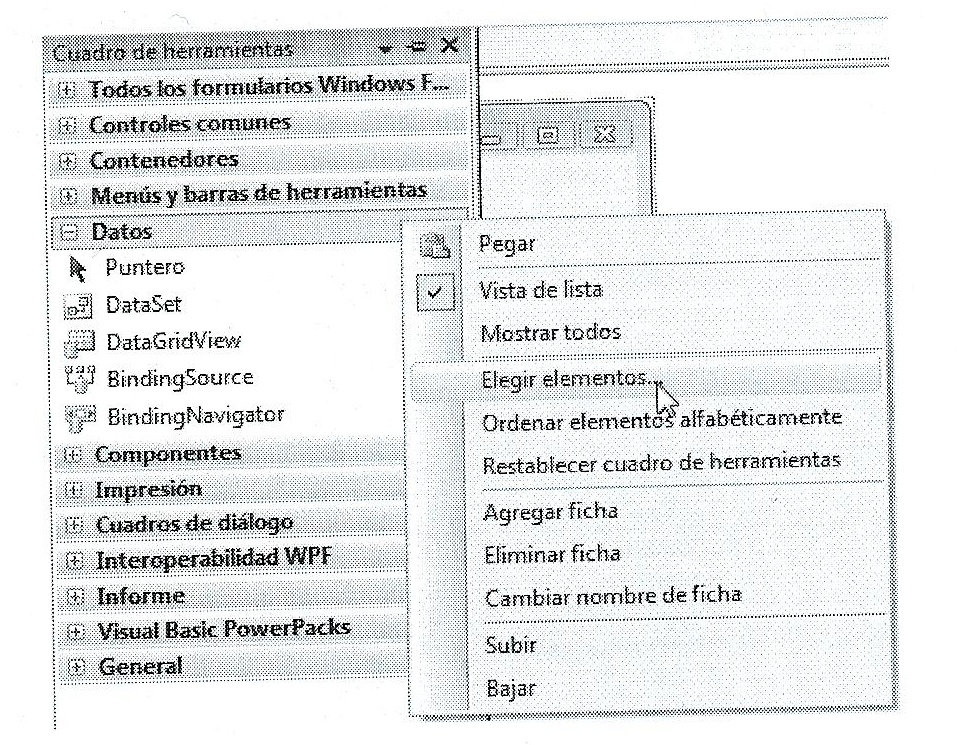 Cuadro de herramientas
Todos los formularios Windows F...
Controles comunes
Contenedores
Menús y barras de herramientas
Datos
Puntero
DataSet
DataGridView
BindingSource
BindingNavigator
Componentes
Impresión
Cuadros de diálogo
Interoperabilidad WPF
Informe
Visual Basic PowerPacks
General
Pegar
Vista de lista
Mostrar todos
Elegir elementos...
Ordenar elementos alfabéticamente
Restablecer cuadro de herramientas
Agregar ficha
Eliminar ficha
Cambiar nombre de ficha
Subir
Bajar